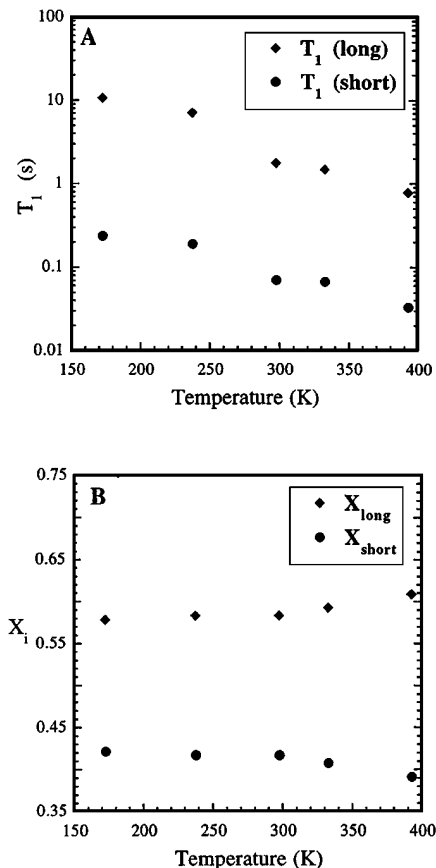 A
T1 (long)
T1 (short)
100
10
1
0.1
0.01
T1 (s)
150 200 250 300 350 400
Temperature (K)
B
Xlong
Xshort
0.75
0.65
0.55
0.45
0.35
Xi
150 200 250 300 350 400
Temperature (K)